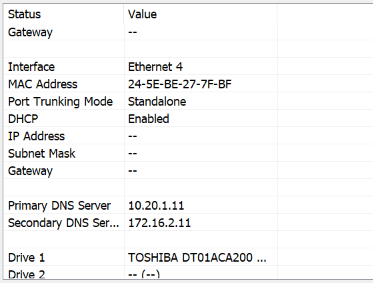 Status Value
Gateway --
Interface Ethernet 4
MAC Address 24-5E-BE-27-7F-BF
Port Trunking Mode Standalone
DHCP Enabled
IP Address --
Subnet Mask --
Gateway --
Primary DNS Server 10.20.1.11
Secondary DNS Ser... 172.16.2.11
Drive 1 TOSHIBA DT01ACA200 ...
Drive 2 -- (--)